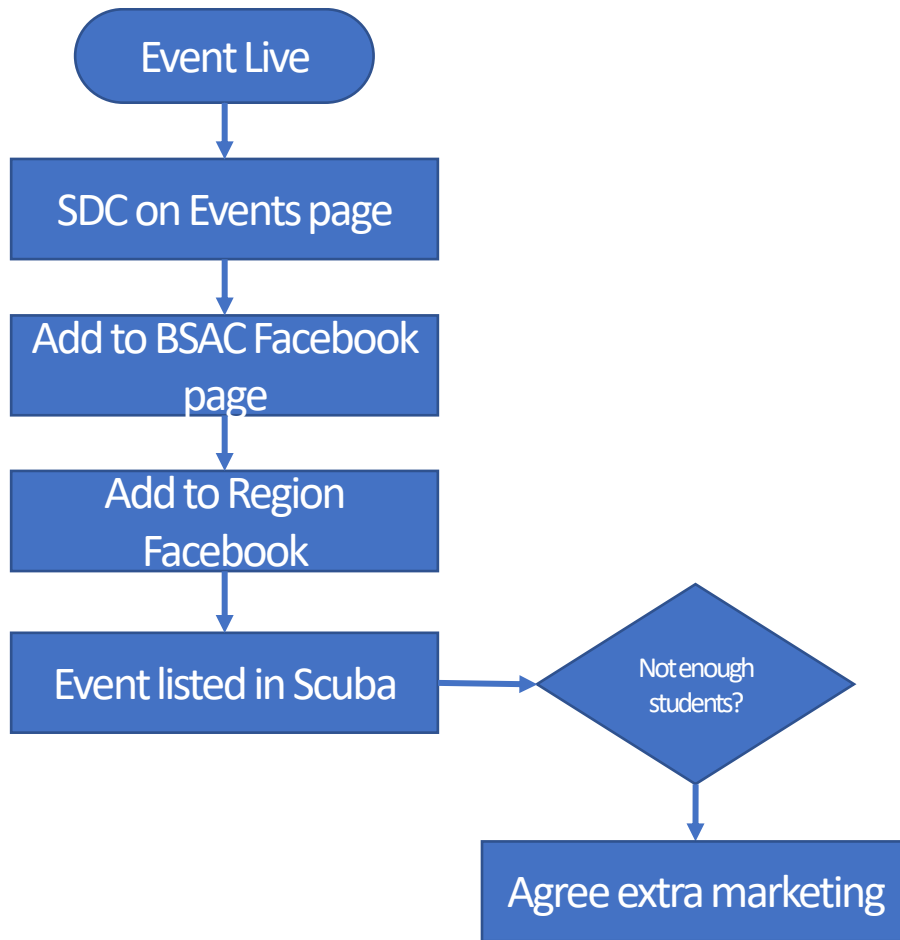 Event Live
SDC on Events page
Add to BSAC Facebook
page
Add to Region
Facebook
Event listed in Scuba
Not enough
students?
Agree extra marketing